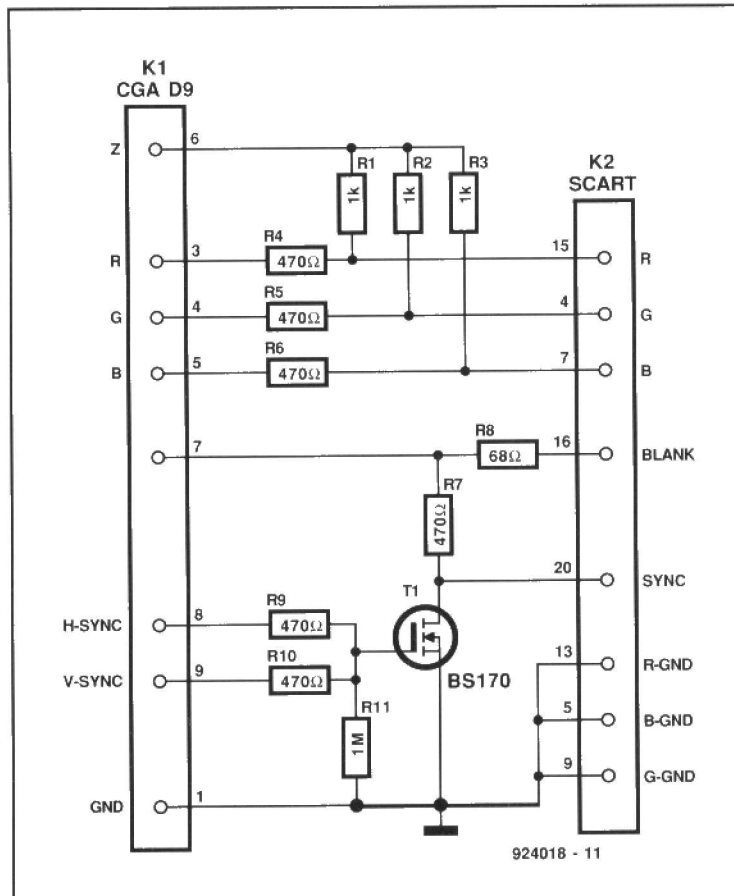 K1
CGA D9
K2
SCART
Z
6
R1
R2
R3
1k
1k
1k
R
3
R4
470Ω
15
R
G
4
R5
470Ω
4
G
B
5
R6
470Ω
7
B
7
R8
68Ω
16
BLANK
R7
470Ω
T1
20
SYNC
H-SYNC
8
R9
470Ω
V-SYNC
9
R10
470Ω
BS170
13
R-GND
R11
1M
5
B-GND
9
G-GND
GND
1
924018 - 11